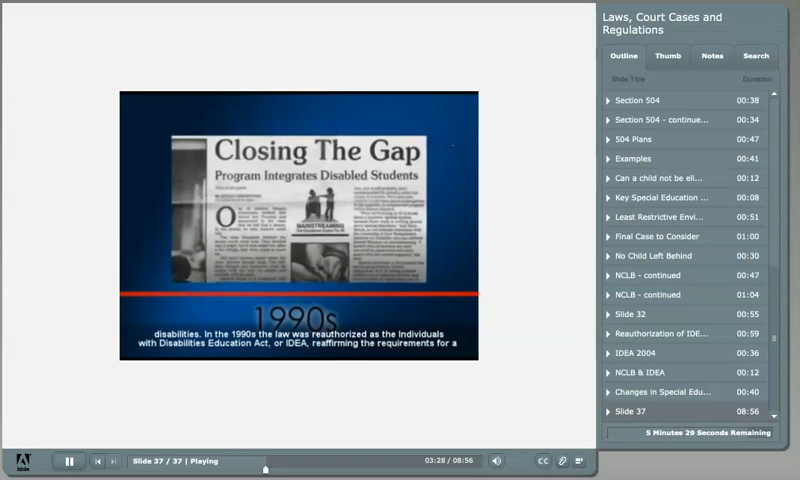 Laws, Court Cases and
Regulations
Outline Thumb Notes Search
Slide Title Duration
Section 504 00:38
Section 504 - continue... 00:34
504 Plans 00:47
Examples 00:41
Can a child not be eli... 00:12
Key Special Education ... 00:08
Least Restrictive Envi... 00:51
Final Case to Consider 01:00
No Child Left Behind 00:30
NCLB - continued 00:47
NCLB - continued 01:04
Slide 32 00:55
Reauthorization of IDE... 00:59
IDEA 2004 00:36
NCLB & IDEA 00:12
Changes in Special Edu... 00:40
Slide 37 08:56
5 Minutes 29 Seconds Remaining
Closing The Gap
Program Integrates Disabled Students
MAINSTREAMING
1990s
disabilities. In the 1990s the law was reauthorized as the Individuals
with Disabilities Education Act, or IDEA, reaffirming the requirements for a
Adobe
Slide 37 / 37 | Playing
03:28 / 08:56
CC